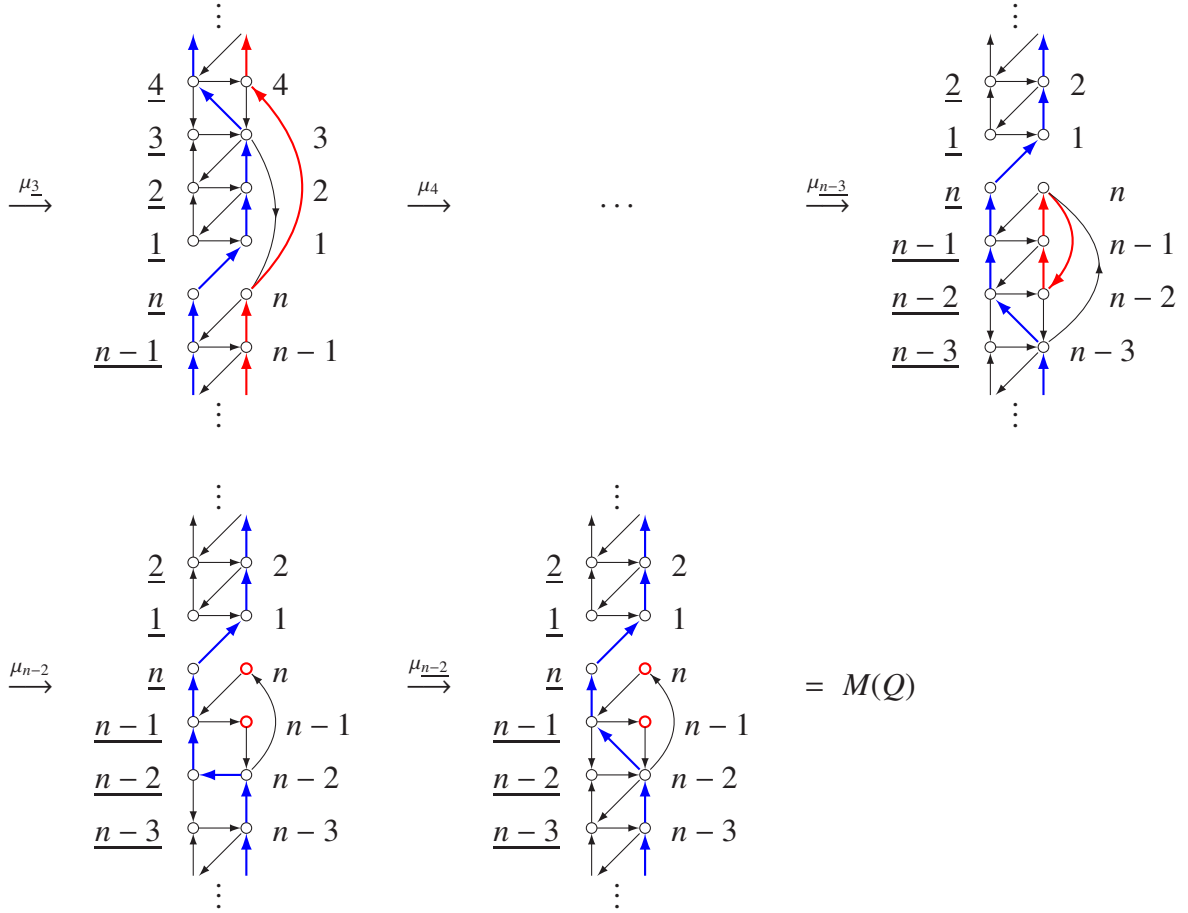 ⋮ ⋮
4 4 2 2
3 3 1 1
μ3 2 2 μ4 ⋯ μn−3 n n
1 1 n − 1 n − 1
n n n − 2 n − 2
n − 1 n − 1 n − 3 n − 3
⋮ ⋮
⋮ ⋮
2 2 2 2
1 1 1 1
μn−2 n n μn−2 n n = M(Q)
n − 1 n − 1 n − 1 n − 1
n − 2 n − 2 n − 2 n − 2
n − 3 n − 3 n − 3 n − 3
⋮ ⋮